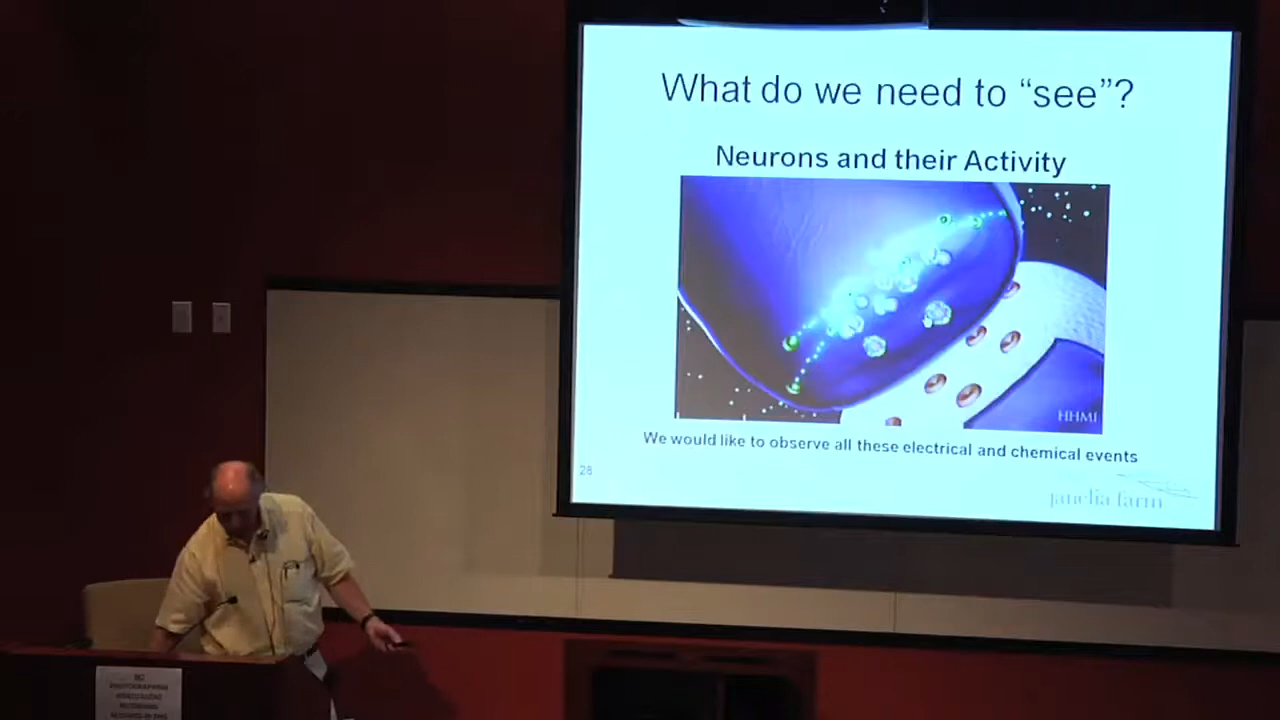 What do we need to “see”?
Neurons and their Activity
HHMI
We would like to observe all these electrical and chemical events
28
janelia farm
NO